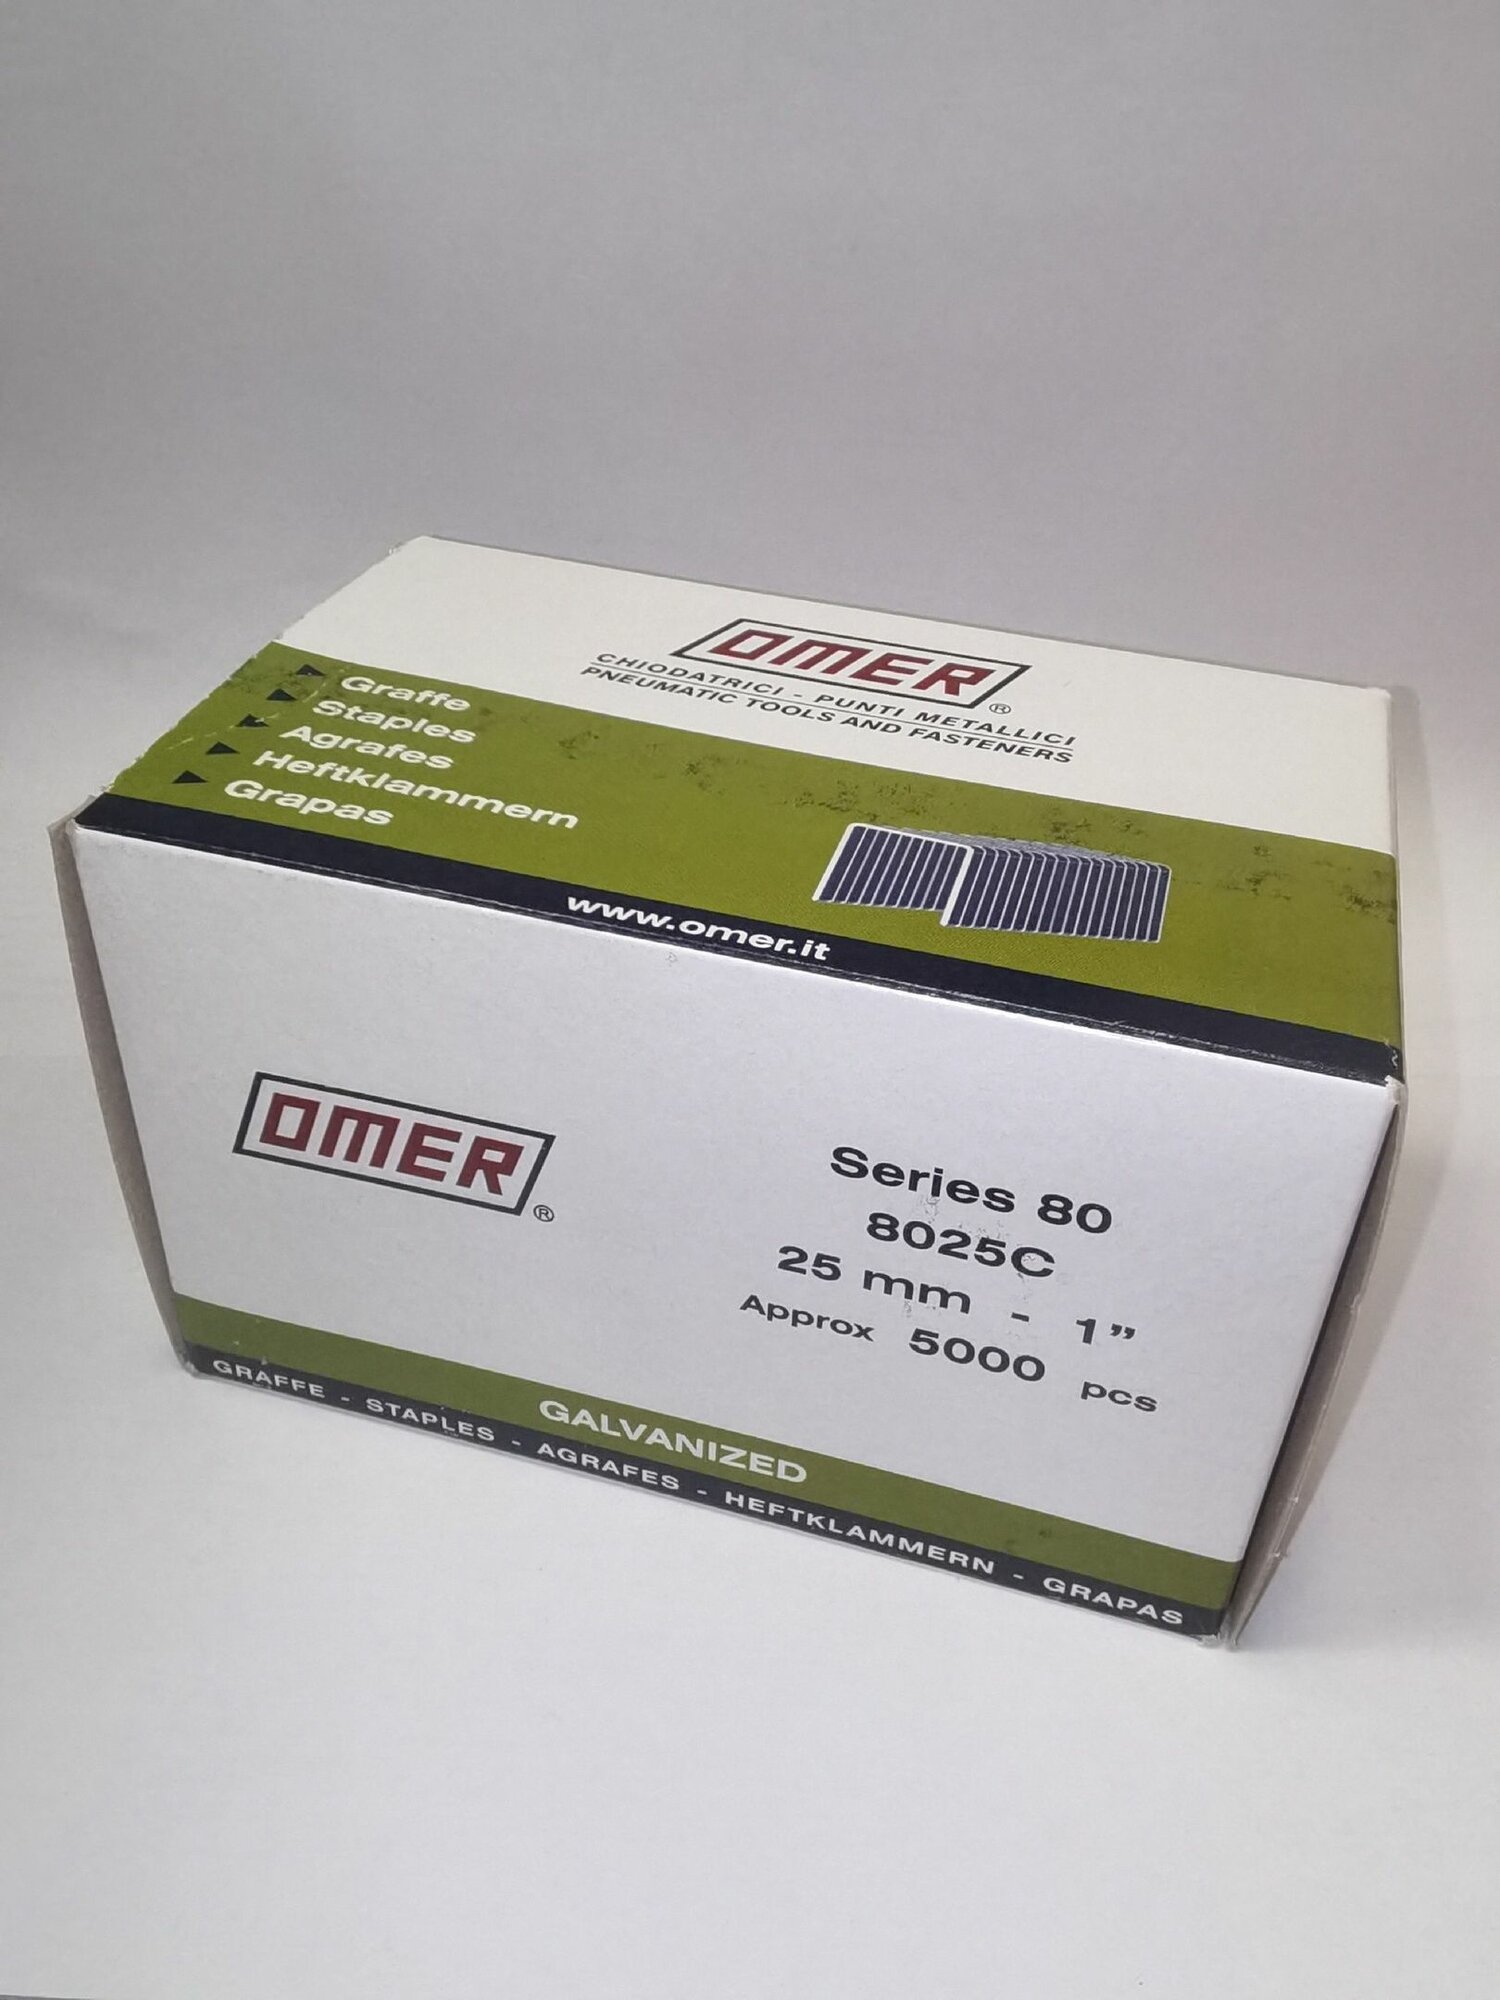 OMER®
CHIODATRICI - PUNTI METALLICI
PNEUMATIC TOOLS AND FASTENERS
Graffe
Staples
Agrafes
Heftklammern
Grapas
www.omer.it
OMER®
Series 80
8025C
25 mm - 1”
Approx 5000 pcs
GALVANIZED
GRAFFE - STAPLES - AGRAFES - HEFTKLAMMERN - GRAPAS